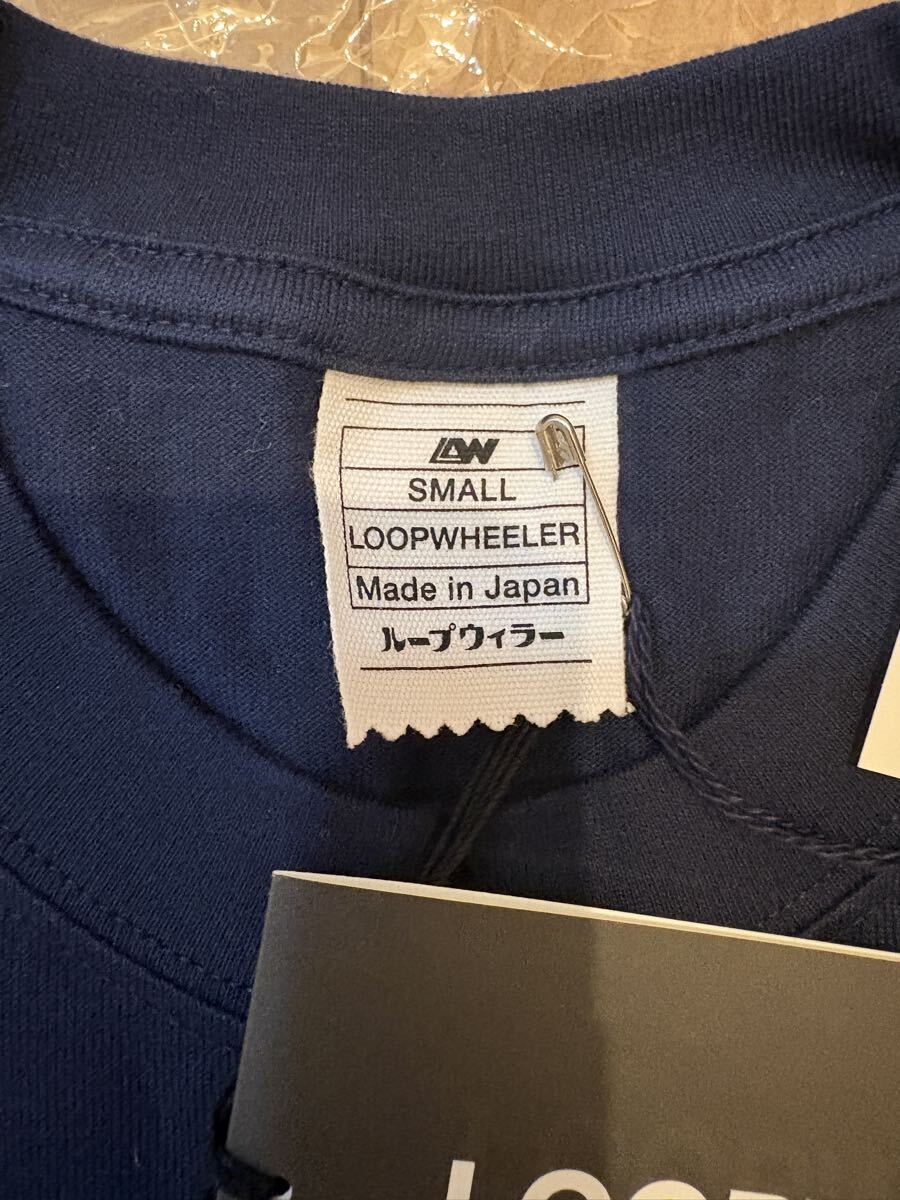 LW
SMALL
LOOPWHEELER
Made in Japan
ループウィラー